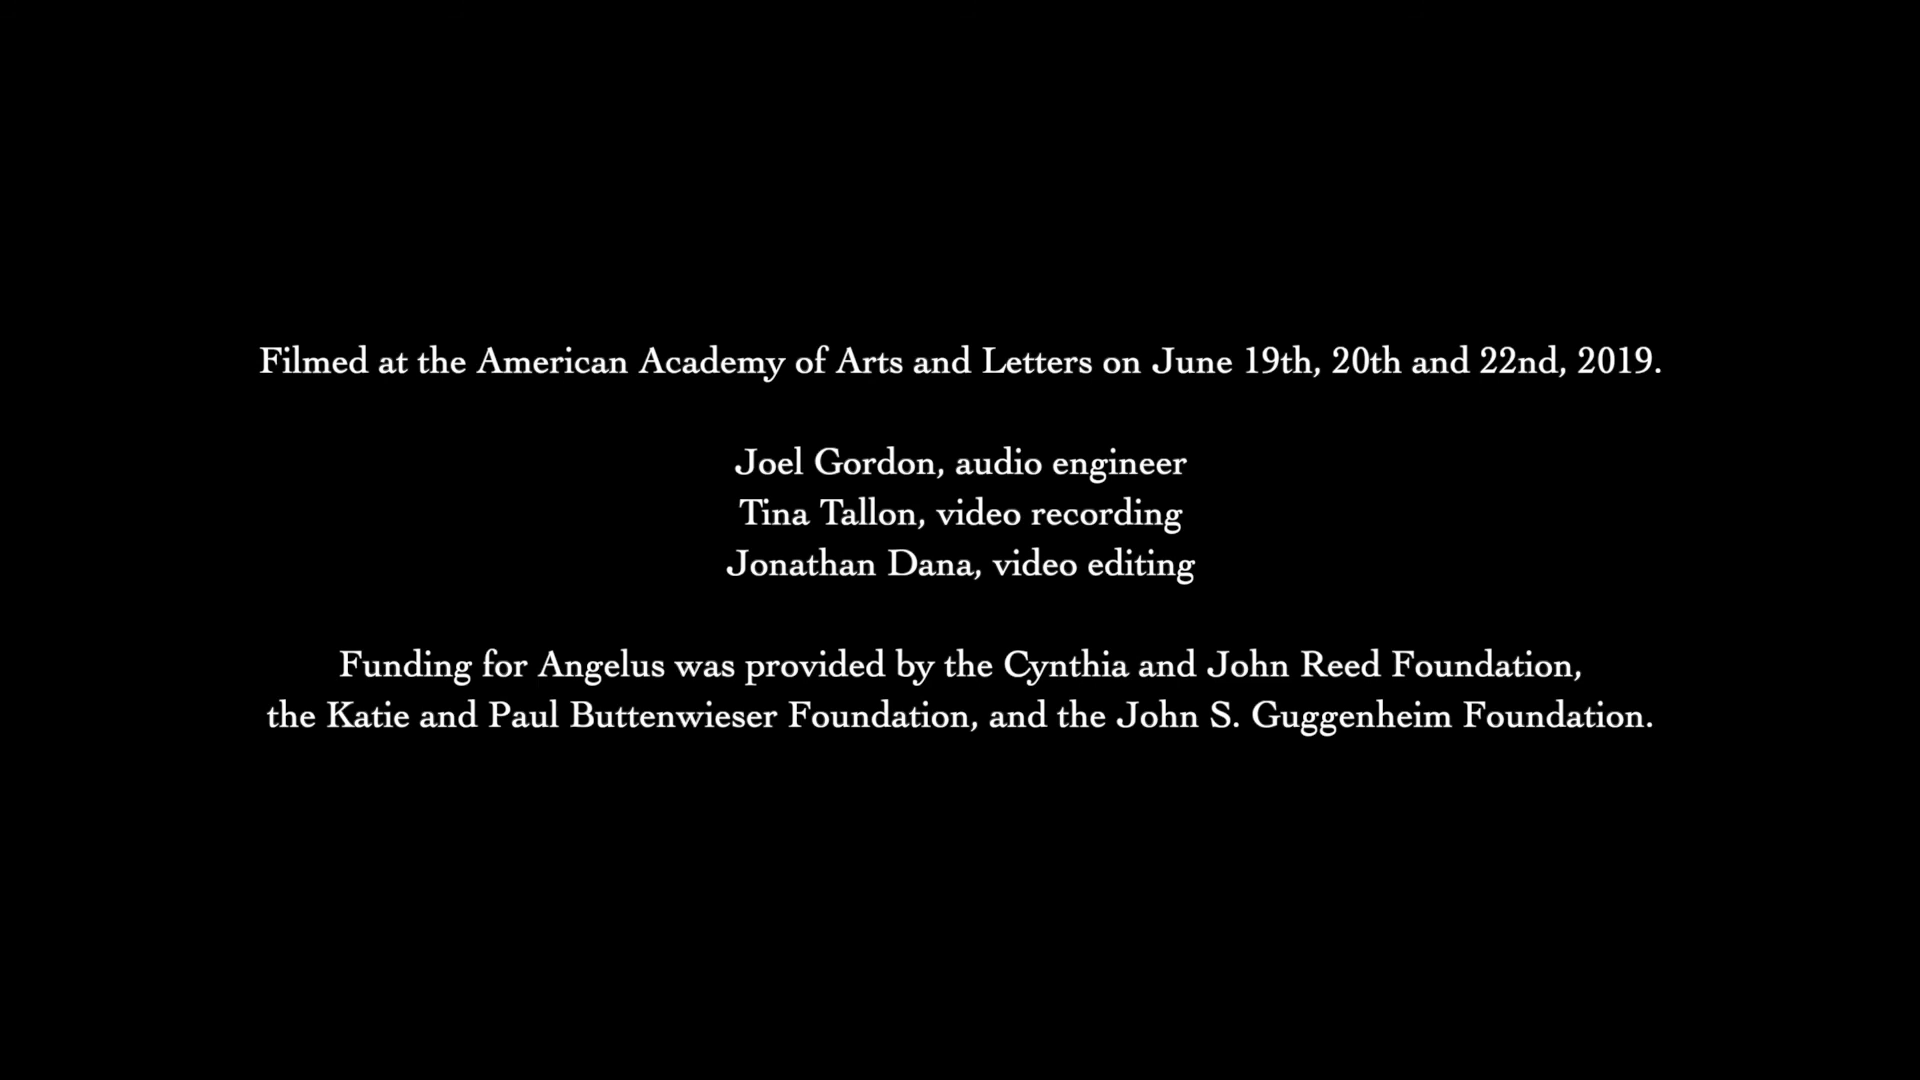 Filmed at the American Academy of Arts and Letters on June 19th, 20th and 22nd, 2019.
Joel Gordon, audio engineer
Tina Tallon, video recording
Jonathan Dana, video editing
Funding for Angelus was provided by the Cynthia and John Reed Foundation,
the Katie and Paul Buttenwieser Foundation, and the John S. Guggenheim Foundation.